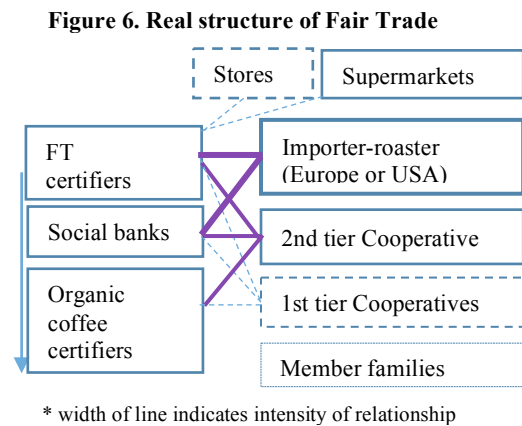 Figure 6. Real structure of Fair Trade
Stores
Supermarkets
FT
certifiers
Importer-roaster
(Europe or USA)
Social banks
2nd tier Cooperative
Organic
coffee
certifiers
1st tier Cooperatives
Member families
* width of line indicates intensity of relationship